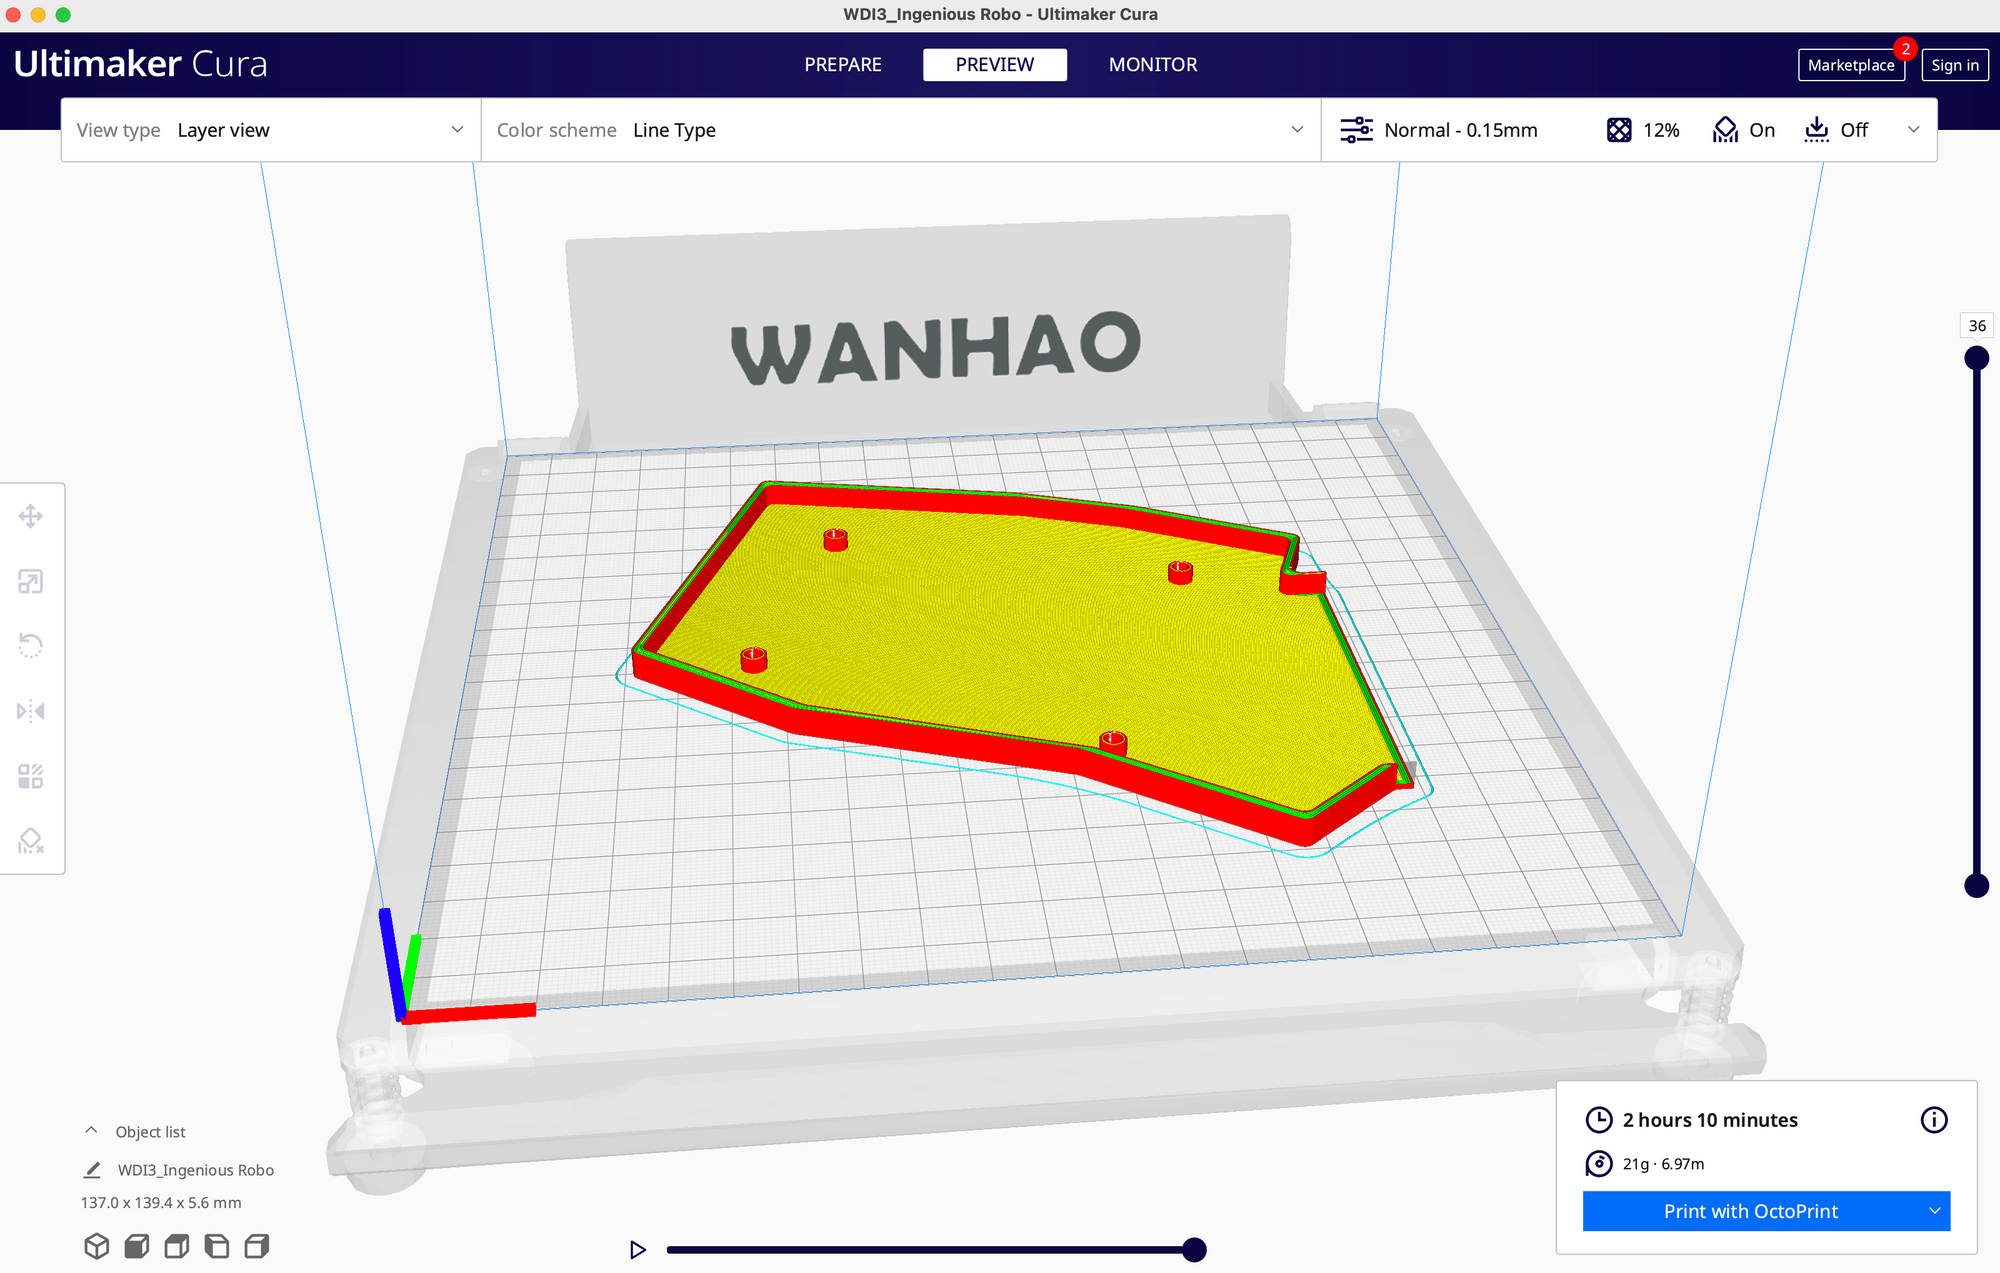 WDI3_Ingenious Robo - Ultimaker Cura
Ultimaker Cura
PREPARE
PREVIEW
MONITOR
Marketplace
2
Sign in
View type Layer view
Color scheme Line Type
Normal - 0.15mm
12%
On
Off
WANHAO
36
2 hours 10 minutes
21g · 6.97m
Print with OctoPrint
Object list
WDI3_Ingenious Robo
137.0 x 139.4 x 5.6 mm